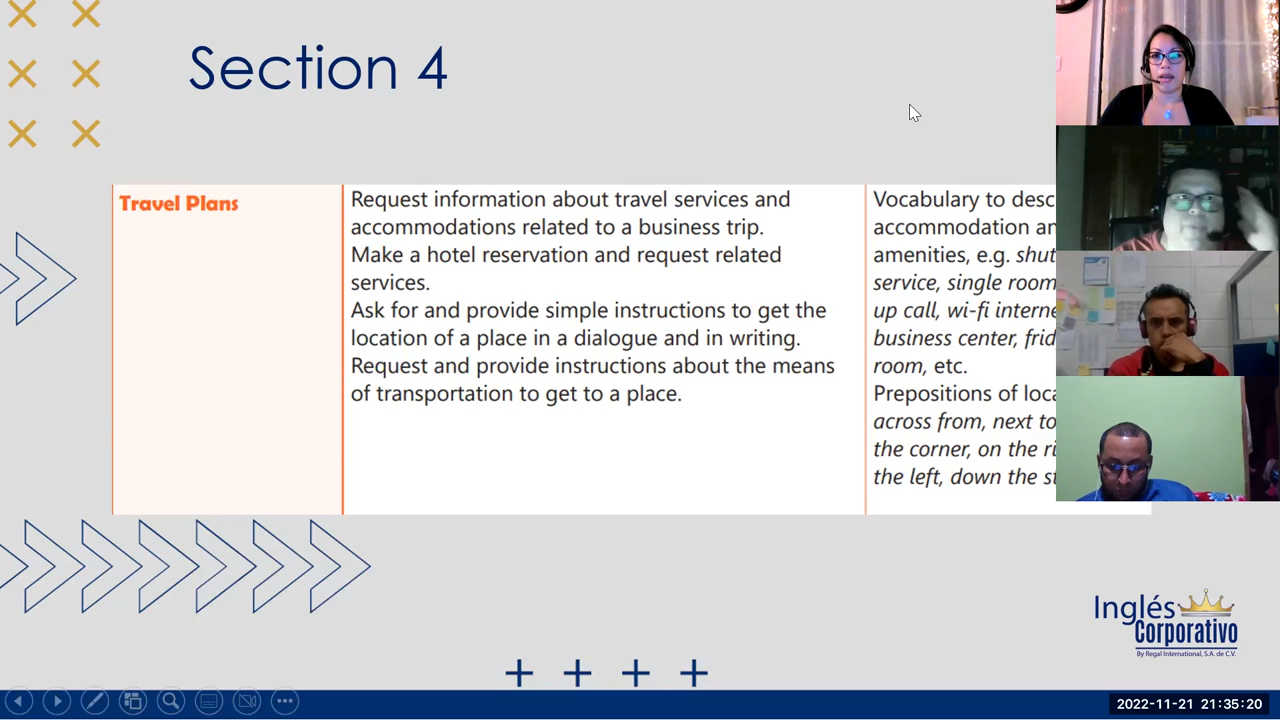 Section 4
Travel Plans
Request information about travel services and
accommodations related to a business trip.
Make a hotel reservation and request related
services.
Ask for and provide simple instructions to get the
location of a place in a dialogue and in writing.
Request and provide instructions about the means
of transportation to get to a place.
Vocabulary to desc
accommodation an
amenities, e.g. shut
service, single room
up call, wi-fi interne
business center, frid
room, etc.
Prepositions of loca
across from, next to
the corner, on the ri
the left, down the st
Inglés
Corporativo
By Regal International, S.A. de C.V.
2022-11-21 21:35:20